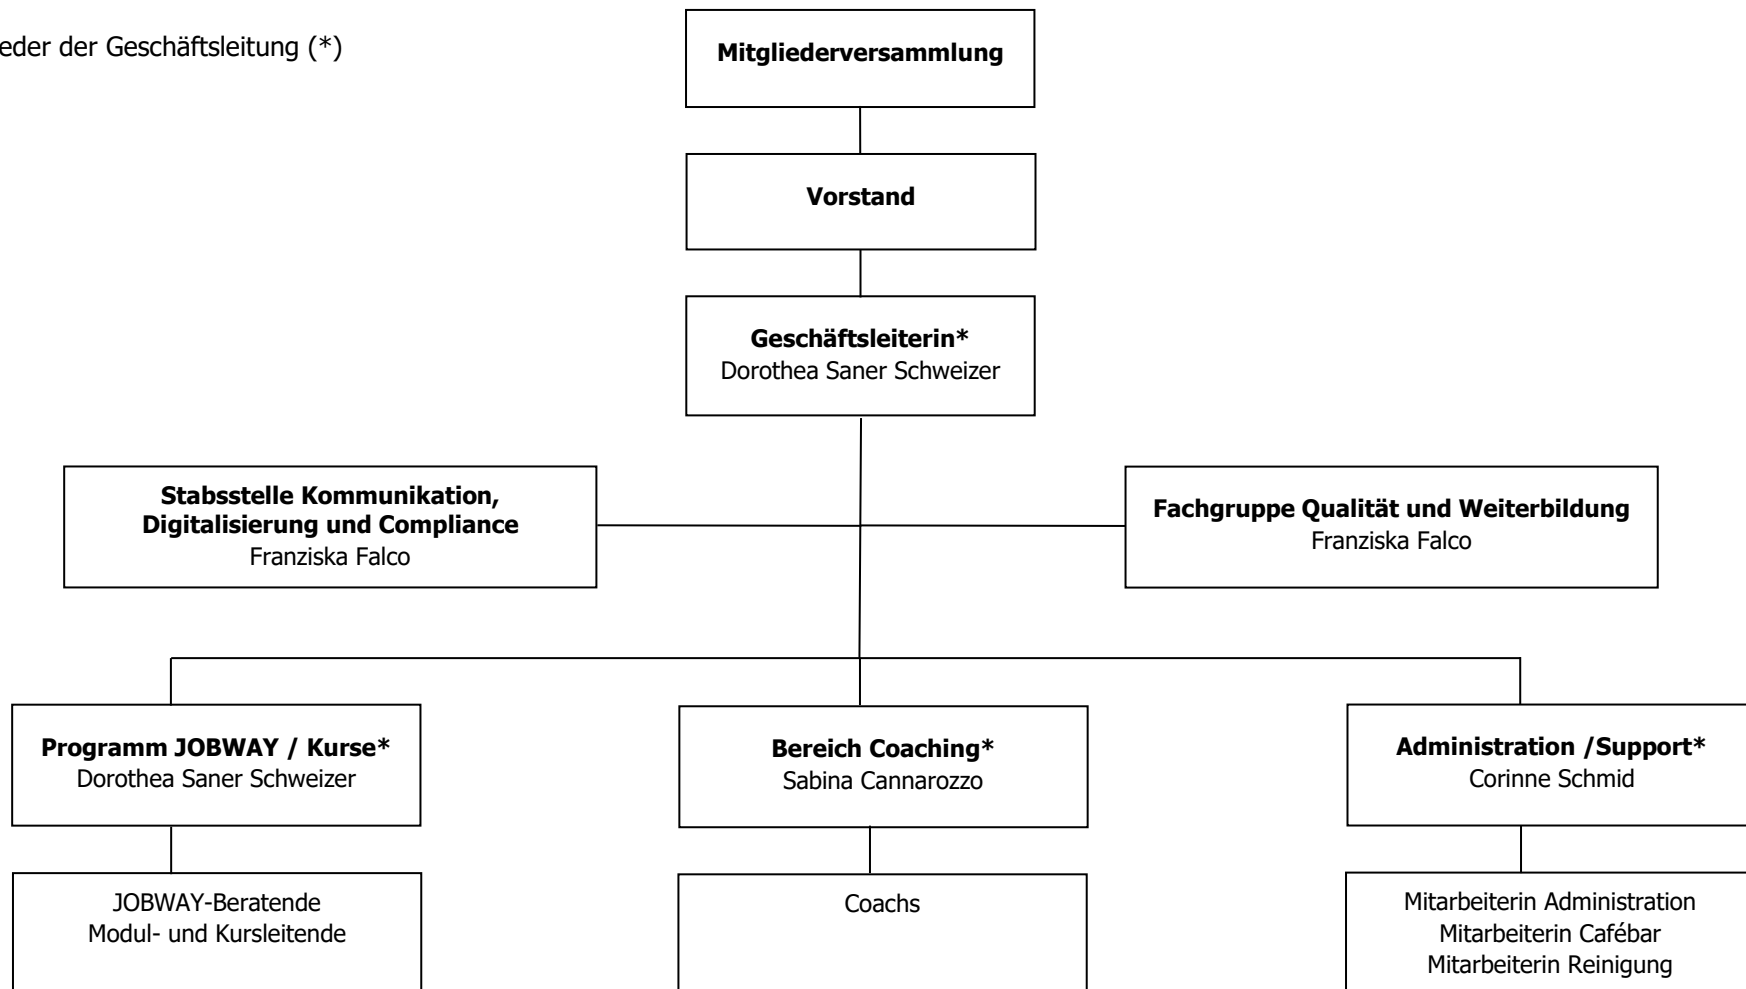 eder der Geschäftsleitung (*)
Mitgliederversammlung
Vorstand
Geschäftsleiterin*
Dorothea Saner Schweizer
Stabsstelle Kommunikation,
Digitalisierung und Compliance
Franziska Falco
Fachgruppe Qualität und Weiterbildung
Franziska Falco
Programm JOBWAY / Kurse*
Dorothea Saner Schweizer
Bereich Coaching*
Sabina Cannarozzo
Administration /Support*
Corinne Schmid
JOBWAY-Beratende
Modul- und Kursleitende
Coachs
Mitarbeiterin Administration
Mitarbeiterin Cafébar
Mitarbeiterin Reinigung